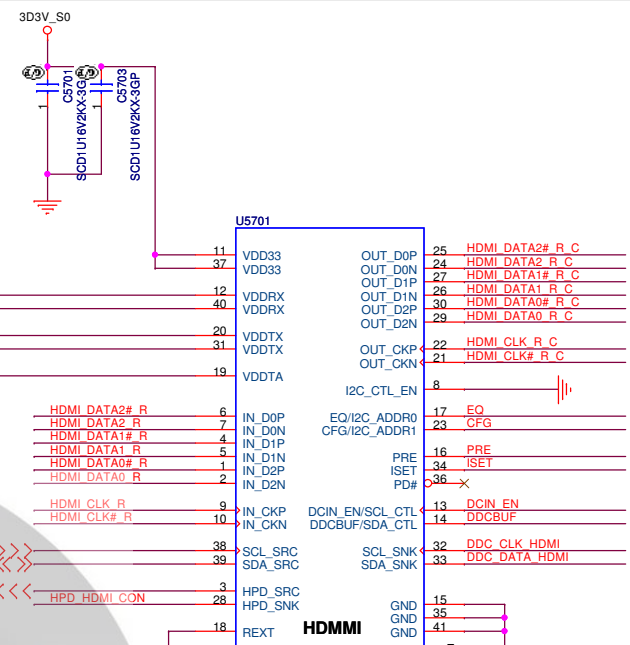 3D3V_S0
C5701
SCD1U16V2KX-3GP
C5703
SCD1U16V2KX-3GP
1
1
U5701
11 VDD33 OUT_D0P 25 HDMI_DATA2#_R_C
37 VDD33 OUT_D0N 24 HDMI_DATA2_R_C
OUT_D1P 27 HDMI_DATA1#_R_C
12 VDDRX OUT_D1N 26 HDMI_DATA1_R_C
40 VDDRX OUT_D2P 30 HDMI_DATA0#_R_C
OUT_D2N 29 HDMI_DATA0_R_C
20 VDDTX
31 VDDTX OUT_CKP 22 HDMI_CLK_R_C
OUT_CKN 21 HDMI_CLK#_R_C
19 VDDTA
I2C_CTL_EN 8
HDMI_DATA2#_R 6 IN_D0P EQ/I2C_ADDR0 17 EQ
HDMI_DATA2_R 7 IN_D0N CFG/I2C_ADDR1 23 CFG
HDMI_DATA1#_R 4 IN_D1P
HDMI_DATA1_R 5 IN_D1N PRE 16 PRE
HDMI_DATA0#_R 1 IN_D2P ISET 34 ISET
HDMI_DATA0_R 2 IN_D2N PD# 36
HDMI_CLK_R 9 IN_CKP DCIN_EN/SCL_CTL 13 DCIN_EN
HDMI_CLK#_R 10 IN_CKN DDCBUF/SDA_CTL 14 DDCBUF
38 SCL_SRC SCL_SNK 32 DDC_CLK_HDMI
39 SDA_SRC SDA_SNK 33 DDC_DATA_HDMI
3 HPD_SRC
HPD_HDMI_CON 28 HPD_SNK GND 15
GND 35
18 REXT HDMMI GND 41